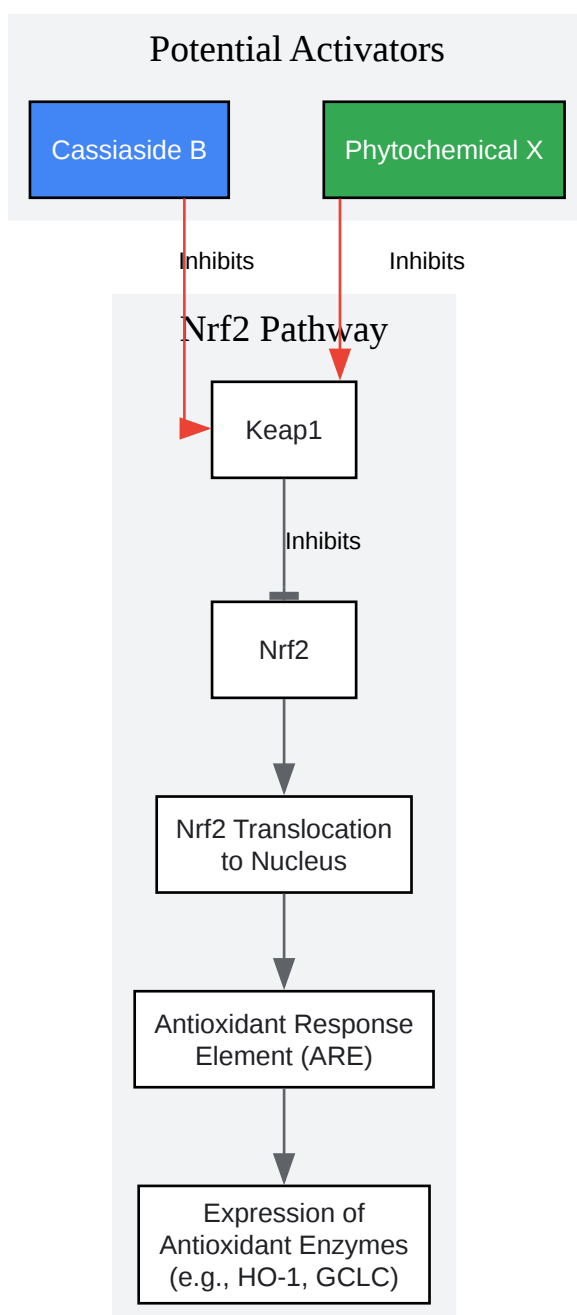 Potential Activators
Cassiaside B
Phytochemical X
Inhibits
Inhibits
Nrf2 Pathway
Keap1
Inhibits
Nrf2
Nrf2 Translocation
to Nucleus
Antioxidant Response
Element (ARE)
Expression of
Antioxidant Enzymes
(e.g., HO-1, GCLC)